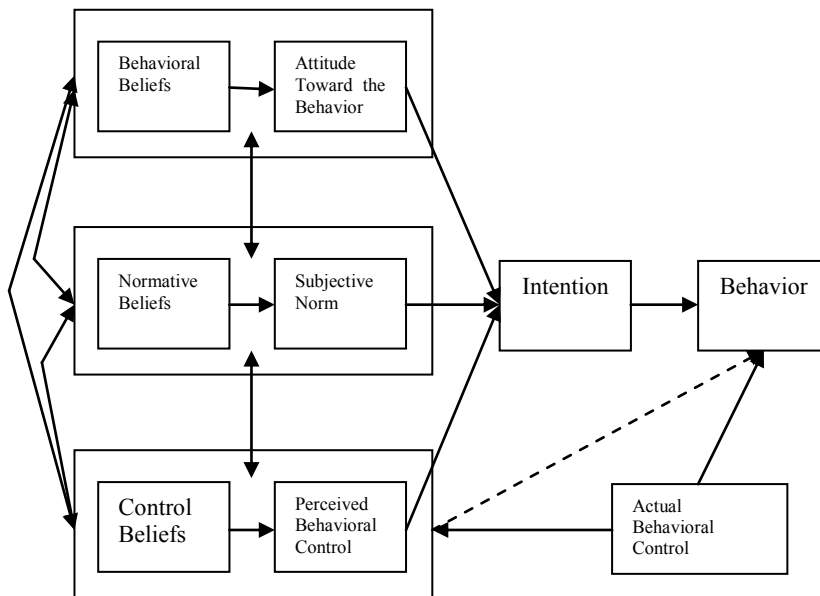 Behavioral
Beliefs
Attitude
Toward the
Behavior
Normative
Beliefs
Subjective
Norm
Intention
Behavior
Control
Beliefs
Perceived
Behavioral
Control
Actual
Behavioral
Control